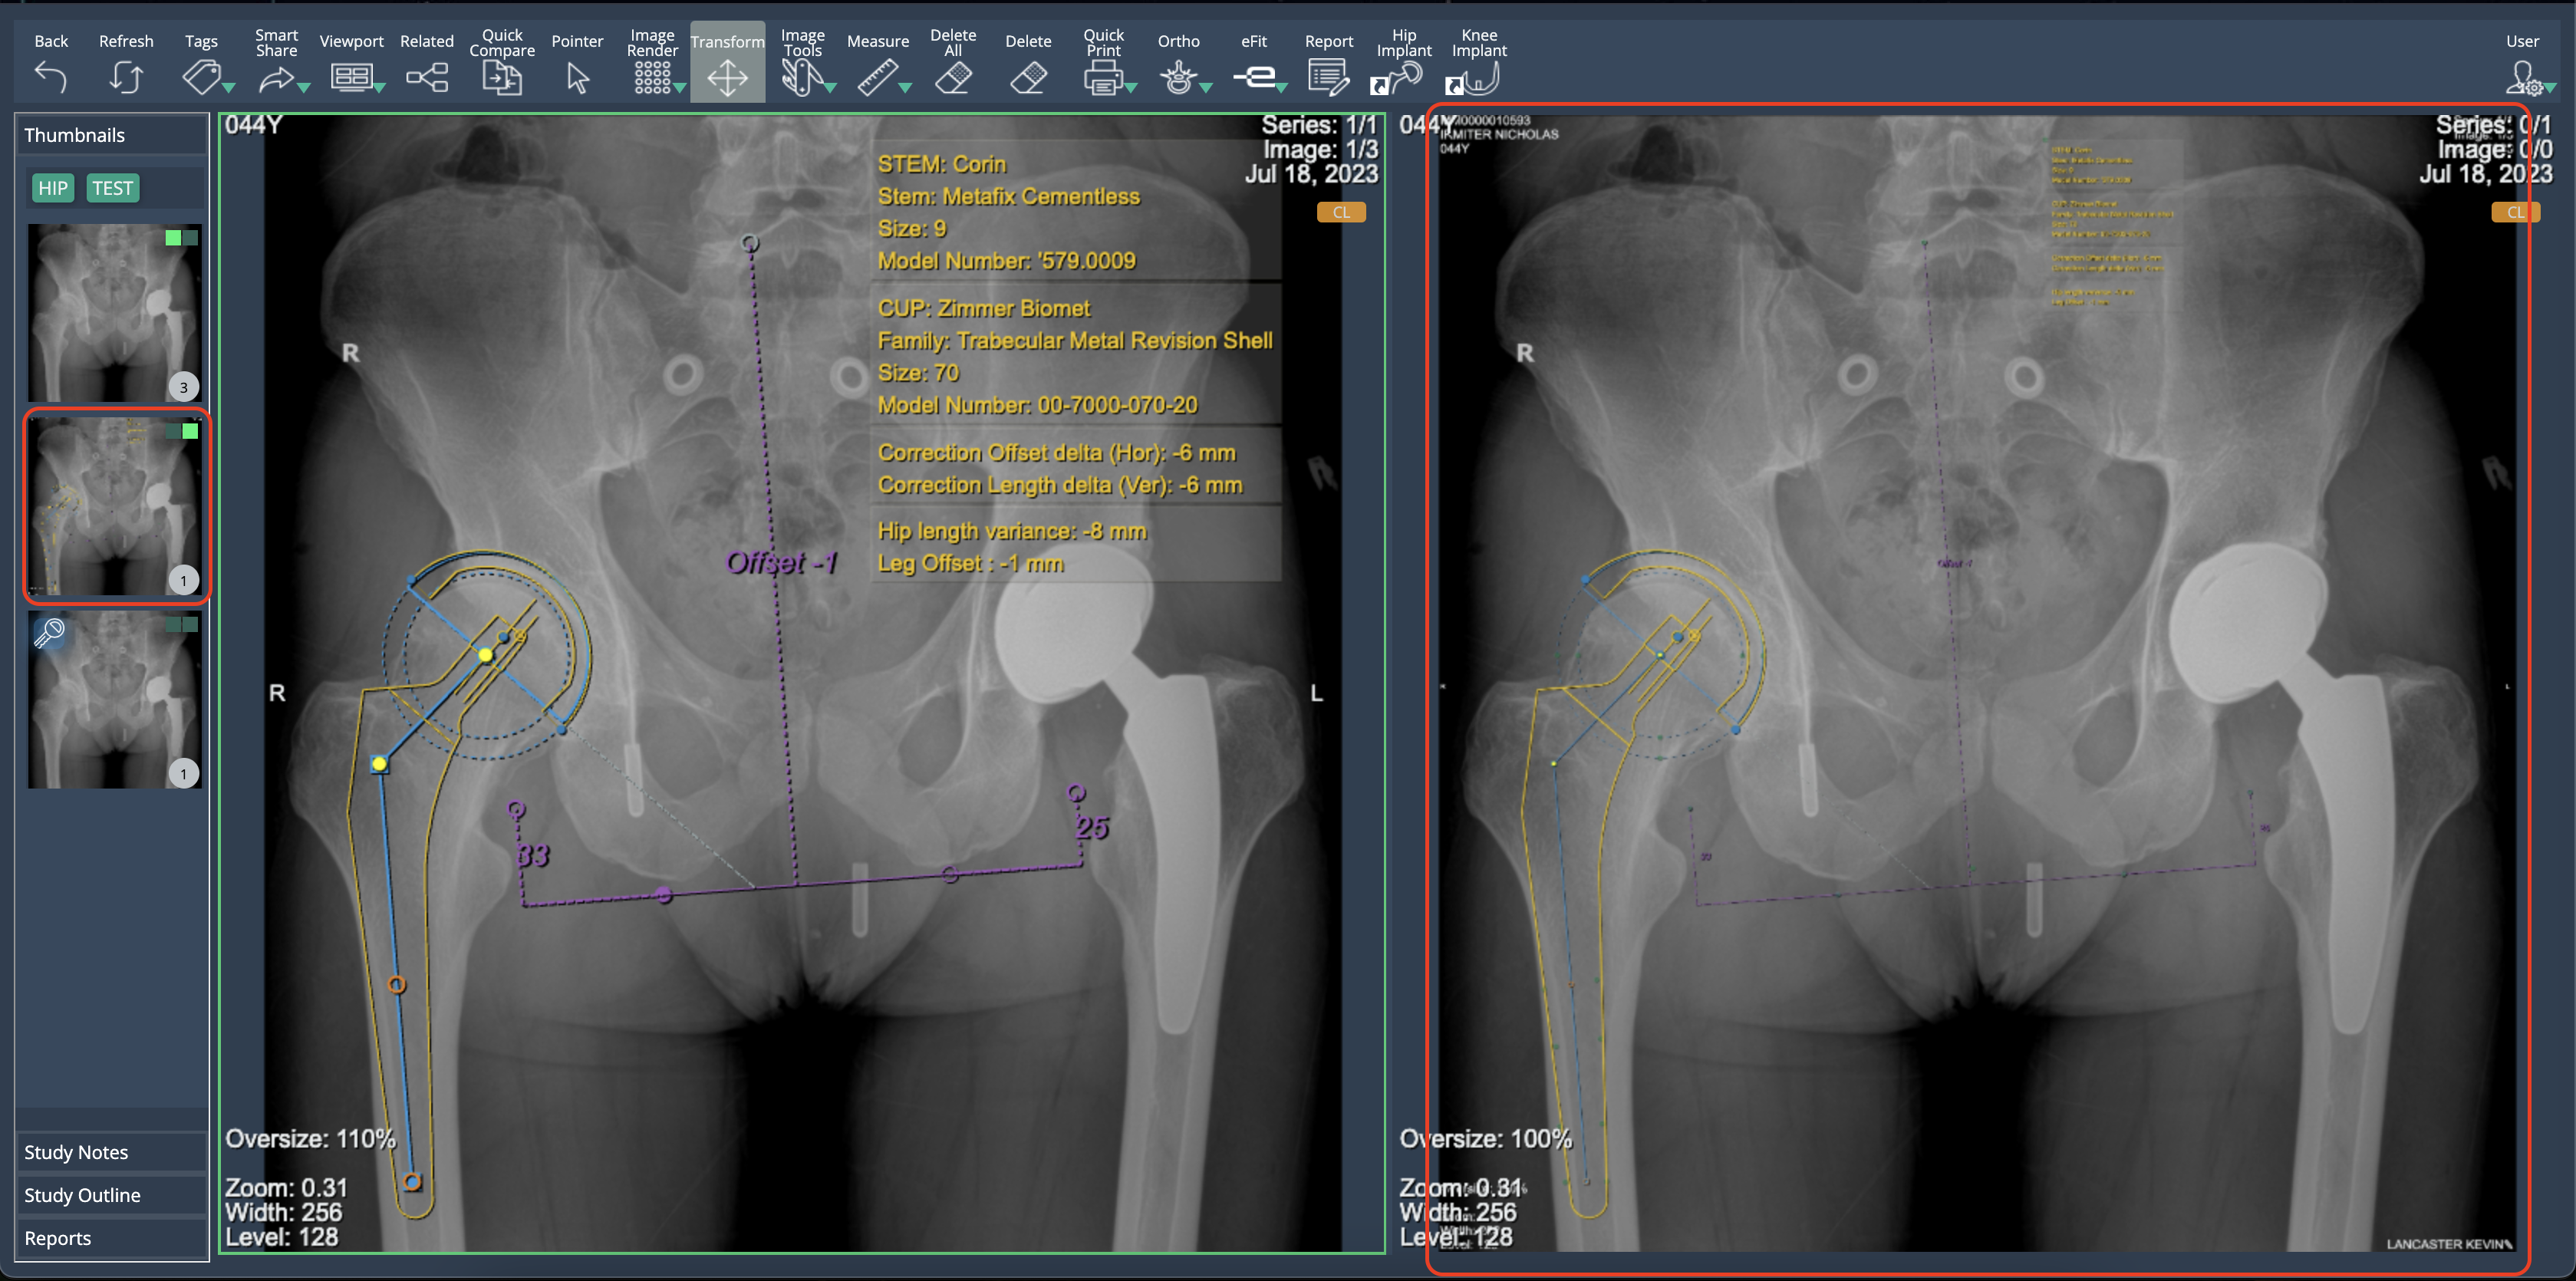 Back
Refresh
Tags
Smart Share
Viewport
Related
Quick Compare
Pointer
Image Render
Transform
Image Tools
Measure
Delete All
Delete
Quick Print
Ortho
eFit
Report
Hip Implant
Knee Implant
User
Thumbnails
HIP TEST
3
1
1
Study Notes
Study Outline
Reports
044Y
Series: 1/1
Image: 1/3
Jul 18, 2023
CL
STEM: Corin
Stem: Metafix Cementless
Size: 9
Model Number: '579.0009
CUP: Zimmer Biomet
Family: Trabecular Metal Revision Shell
Size: 70
Model Number: 00-7000-070-20
Correction Offset delta (Hor): -6 mm
Correction Length delta (Ver): -6 mm
Hip length variance: -8 mm
Leg Offset : -1 mm
R
R
Offset -1
R
L
33
25
Oversize: 110%
Zoom: 0.31
Width: 256
Level: 128
044Y
NICHOLAS
044Y
Series: 0/1
Image: 0/0
Jul 18, 2023
CL
R
R
Oversize: 100%
Zoom: 0.31
Width: 256
Level: 128
LANCASTER KEVIN